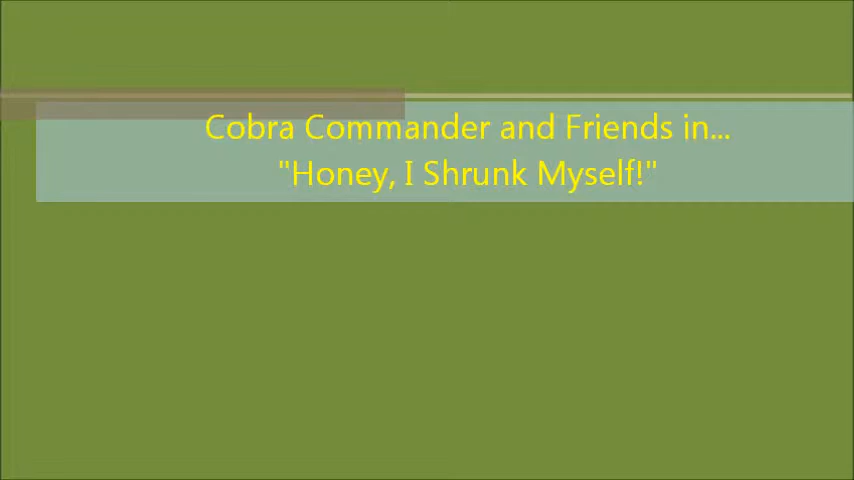 Cobra Commander and Friends in...
"Honey, I Shrunk Myself!"